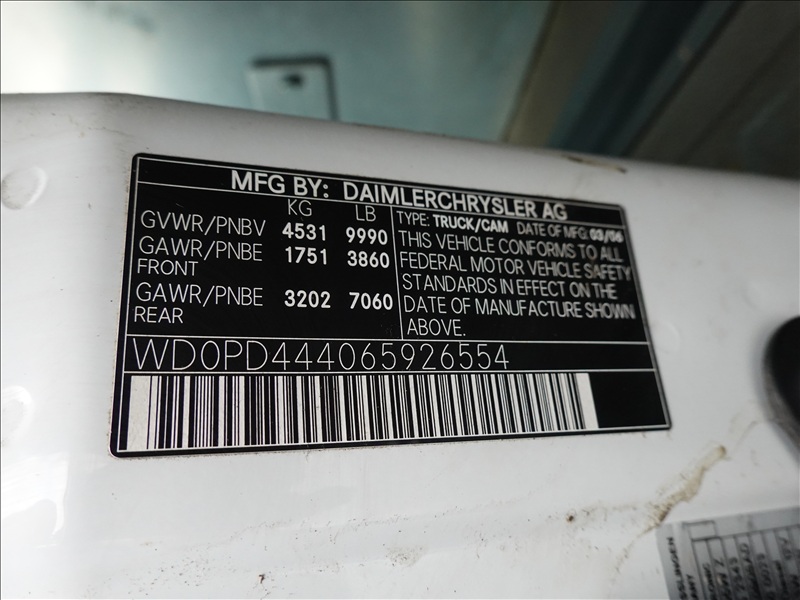 MFG BY: DAIMLERCHRYSLER AG
KG LB
GVWR/PNBV 4531 9990
GAWR/PNBE 1751 3860
FRONT
GAWR/PNBE 3202 7060
REAR
TYPE: TRUCK/CAM DATE OF MFG: 03/06
THIS VEHICLE CONFORMS TO ALL
FEDERAL MOTOR VEHICLE SAFETY
STANDARDS IN EFFECT ON THE
DATE OF MANUFACTURE SHOWN
ABOVE.
WD0PD444065926554